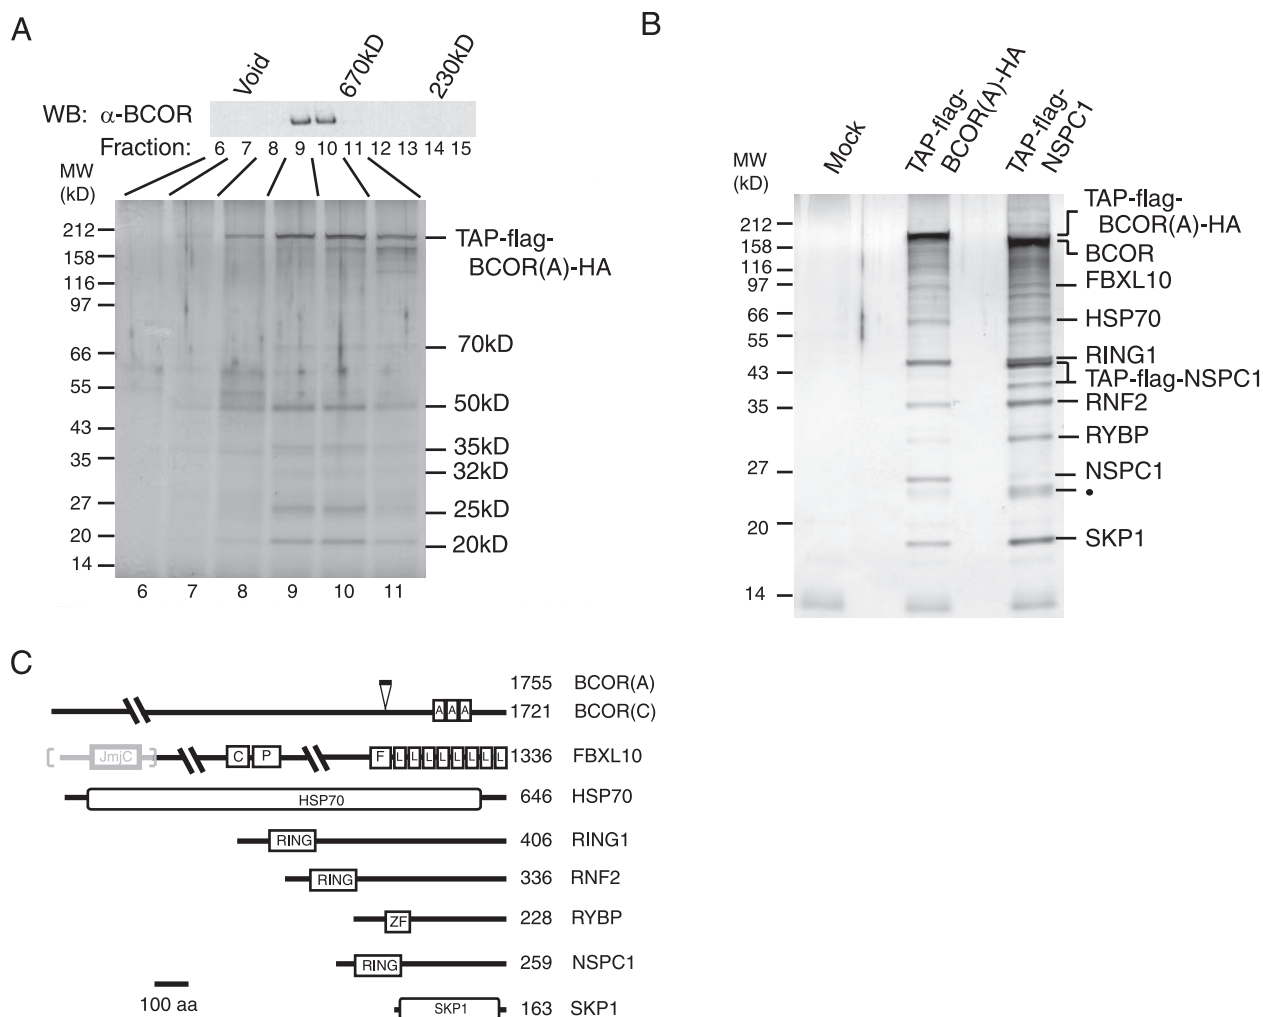 A
Void
670kD
230kD
WB: α-BCOR
Fraction: 6 7 8 9 10 11 12 13 14 15
MW
(kD)
212
158
116
97
66
55
43
35
27
20
14
TAP-flag-
BCOR(A)-HA
70kD
50kD
35kD
32kD
25kD
20kD
6 7 8 9 10 11
B
Mock
TAP-flag-
BCOR(A)-HA
TAP-flag-
NSPC1
MW
(kD)
212
158
116
97
66
55
43
35
27
20
14
TAP-flag-
BCOR(A)-HA
BCOR
FBXL10
HSP70
RING1
TAP-flag-NSPC1
RNF2
RYBP
NSPC1
•
SKP1
C
1755 BCOR(A)
A A A 1721 BCOR(C)
JmjC C P F L L L L L L L L 1336 FBXL10
HSP70 646 HSP70
RING 406 RING1
RING 336 RNF2
ZF 228 RYBP
RING 259 NSPC1
SKP1 163 SKP1
100 aa